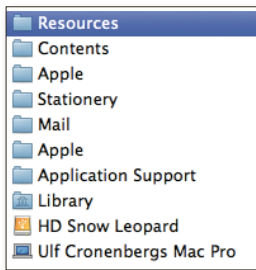 Resources
Contents
Apple
Stationery
Mail
Apple
Application Support
Library
HD Snow Leopard
Ulf Cronenbergs Mac Pro